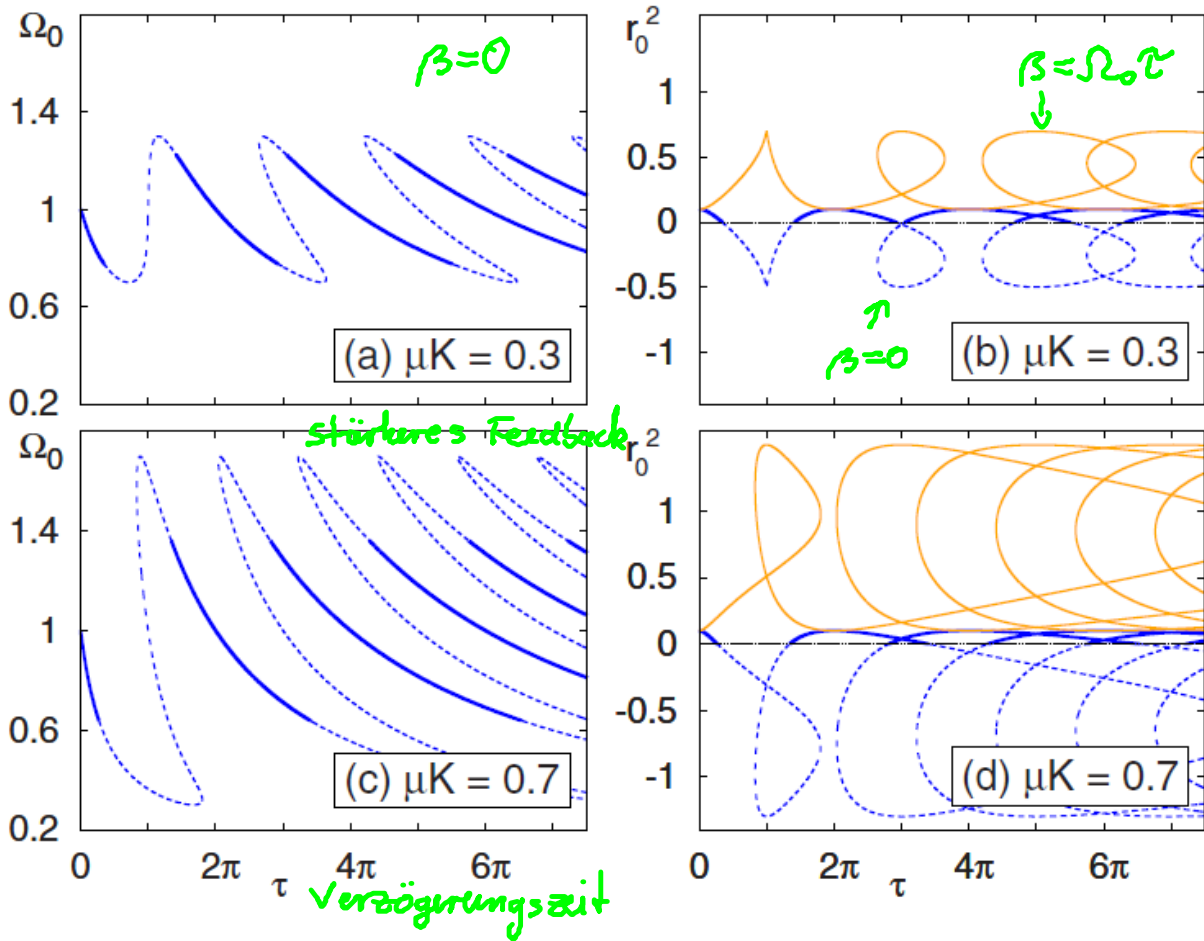 Ω₀
1.4
1
0.6
0.2
β=0
(a) μK = 0.3
r₀²
1
0.5
0
-0.5
-1
β=Ω₀τ
β=0
(b) μK = 0.3
stärkeres Feedback
Ω₀
1.4
1
0.6
0.2
(c) μK = 0.7
0
2π
4π
6π
τ
Verzögerungszeit
r₀²
1
0.5
0
-0.5
-1
(d) μK = 0.7
0
2π
4π
6π
τ